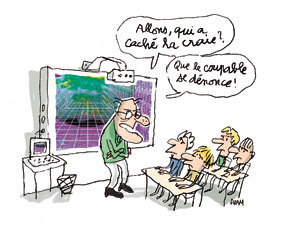 Allons, qui a
caché la craie?
Que le coupable
se dénonce!